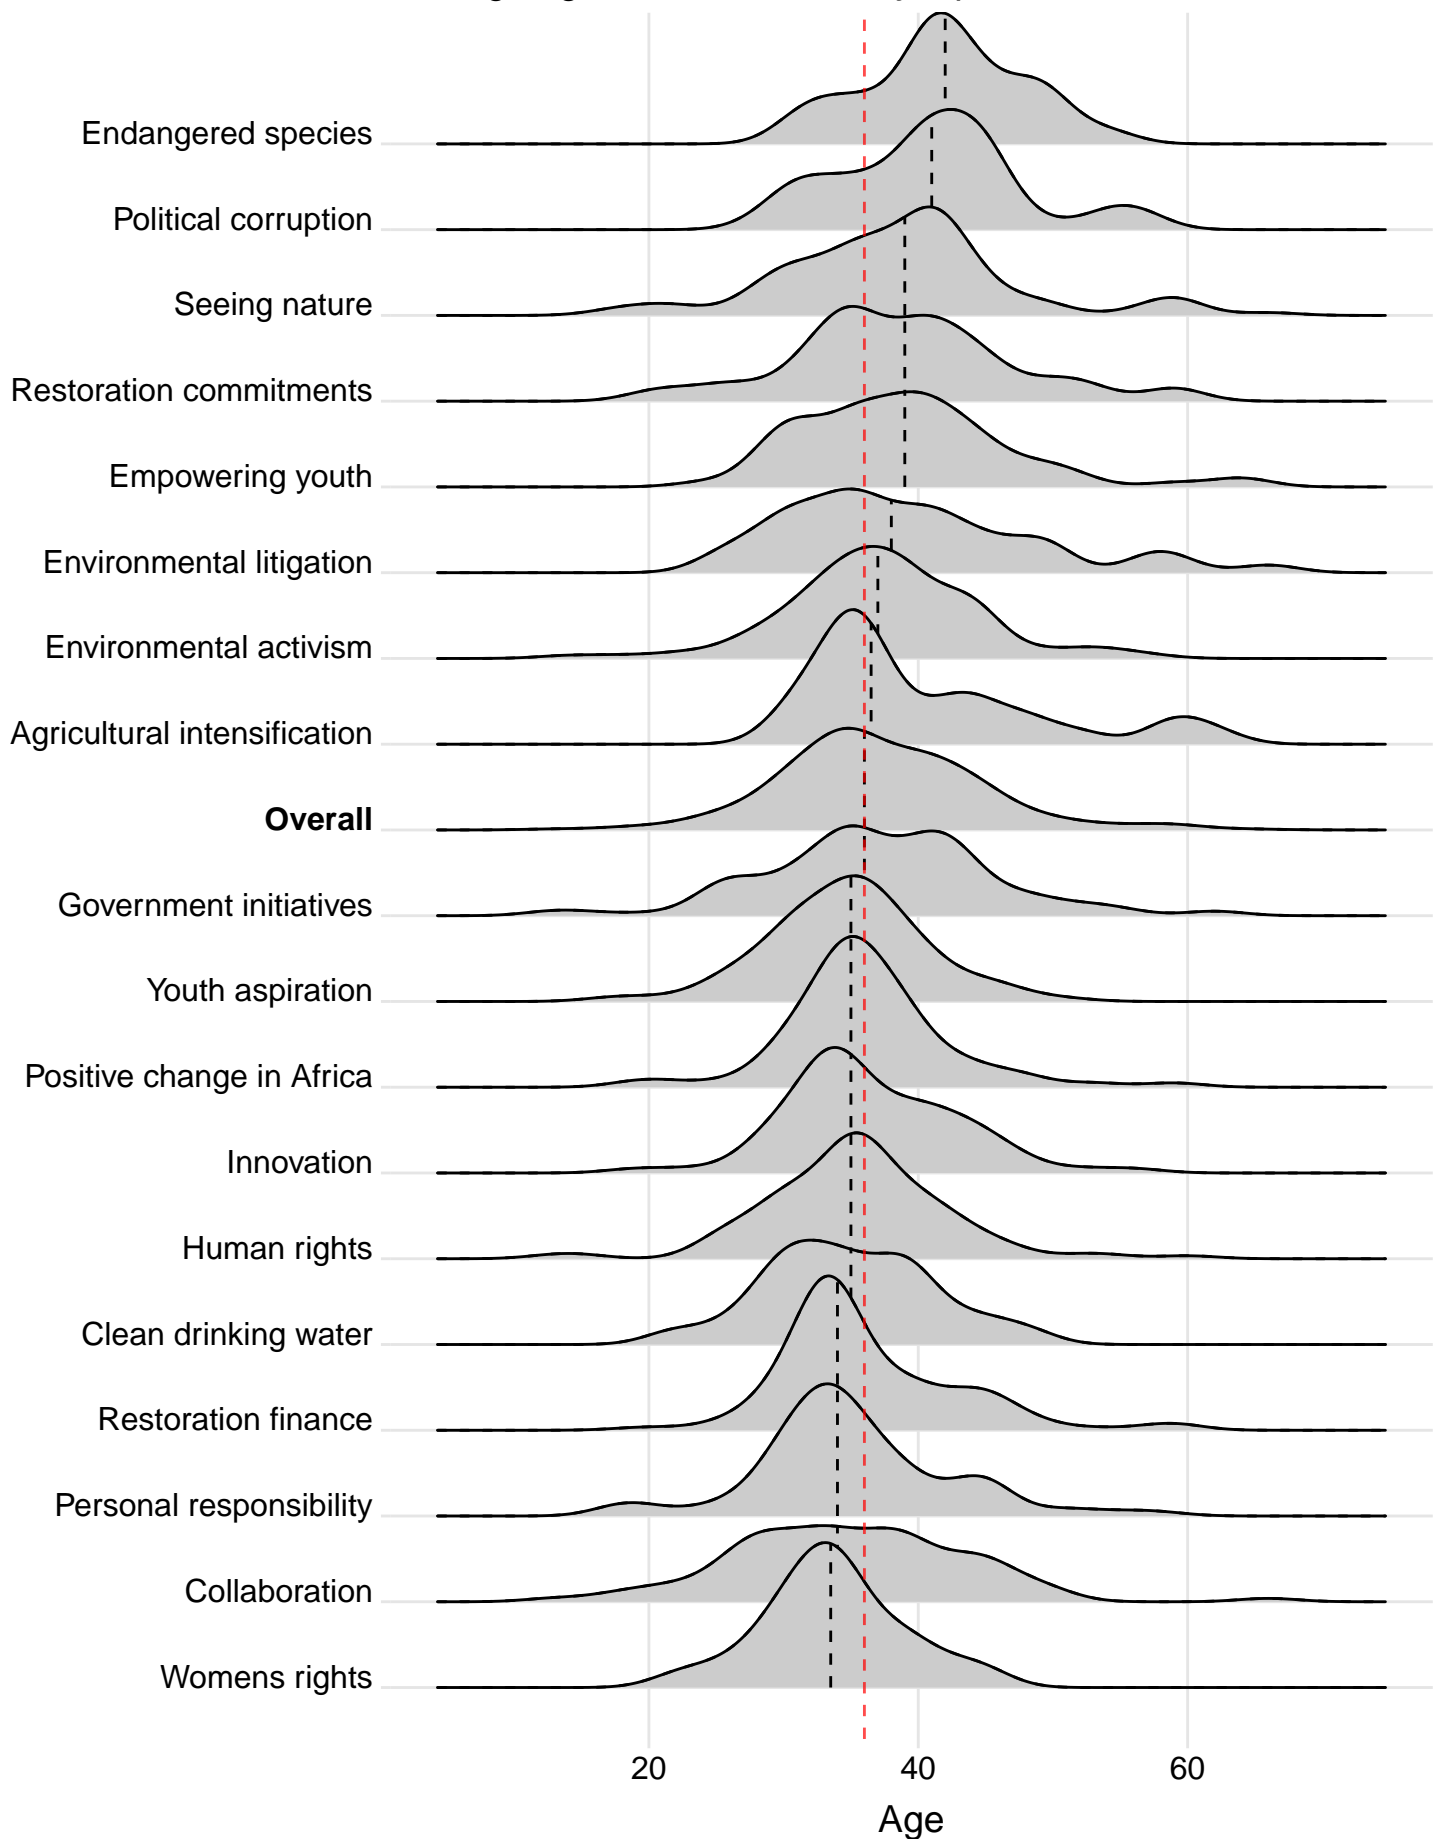 Endangered species
Political corruption
Seeing nature
Restoration commitments
Empowering youth
Environmental litigation
Environmental activism
Agricultural intensification
Overall
Government initiatives
Youth aspiration
Positive change in Africa
Innovation
Human rights
Clean drinking water
Restoration finance
Personal responsibility
Collaboration
Womens rights
20 40 60
Age